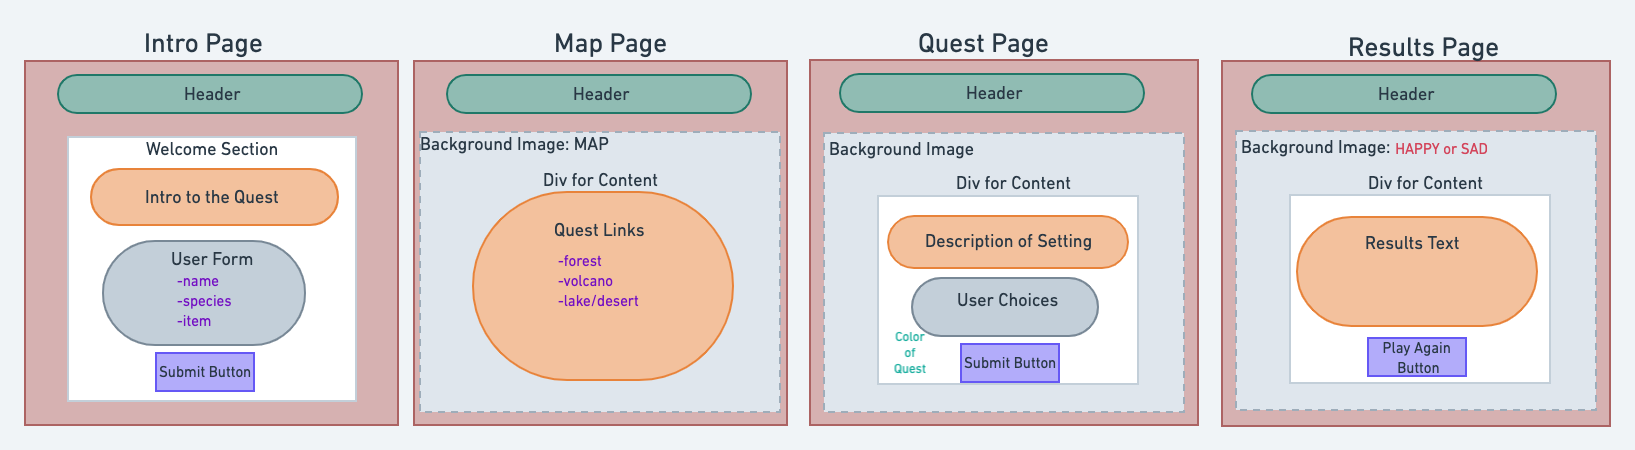 Intro Page
Header
Welcome Section
Intro to the Quest
User Form
-name
-species
-item
Submit Button
Map Page
Header
Background Image: MAP
Div for Content
Quest Links
-forest
-volcano
-lake/desert
Quest Page
Header
Background Image
Div for Content
Description of Setting
User Choices
Color
of
Quest
Submit Button
Results Page
Header
Background Image: HAPPY or SAD
Div for Content
Results Text
Play Again
Button